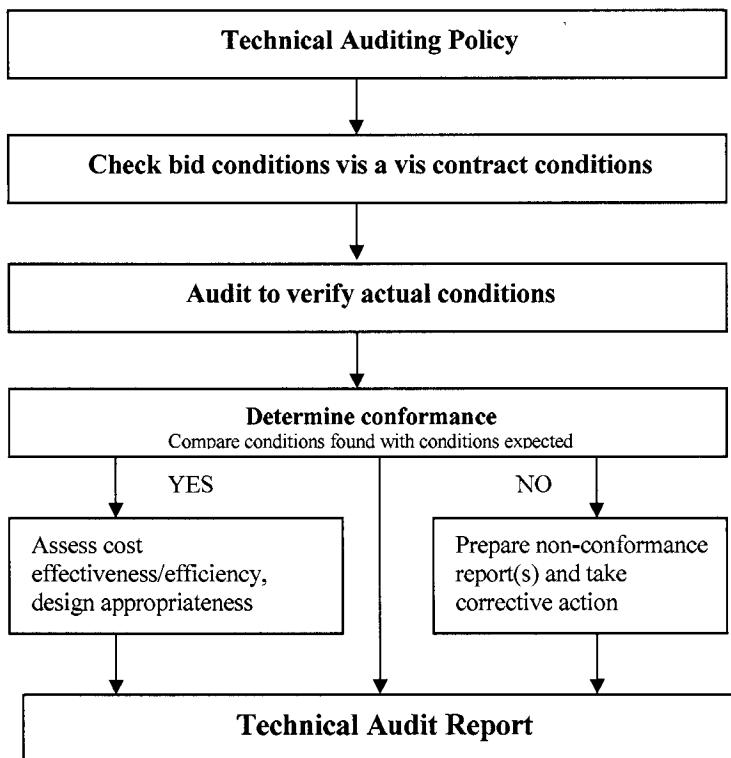 Technical Auditing Policy
Check bid conditions vis a vis contract conditions
Audit to verify actual conditions
Determine conformance
Compare conditions found with conditions expected
YES
NO
Assess cost
effectiveness/efficiency,
design appropriateness
Prepare non-conformance
report(s) and take
corrective action
Technical Audit Report